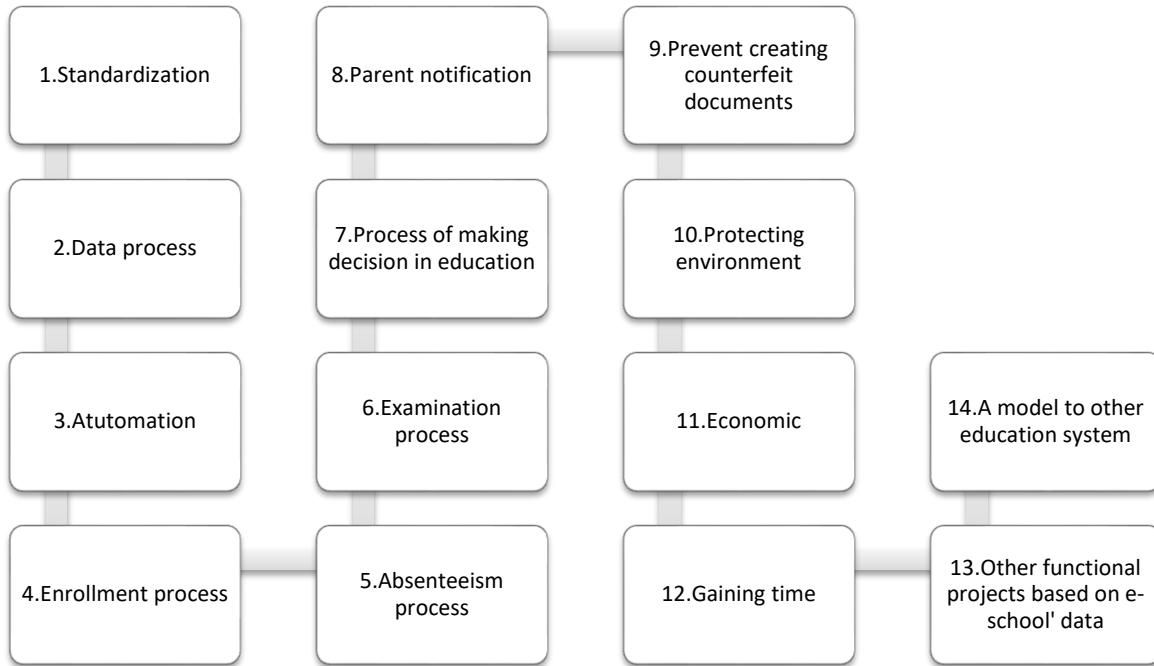 1.Standardization
2.Data process
3.Atutomation
4.Enrollment process
5.Absenteeism
process
6.Examination
process
7.Process of making
decision in education
8.Parent notification
9.Prevent creating
counterfeit
documents
10.Protecting
environment
11.Economic
12.Gaining time
13.Other functional
projects based on e-
school' data
14.A model to other
education system